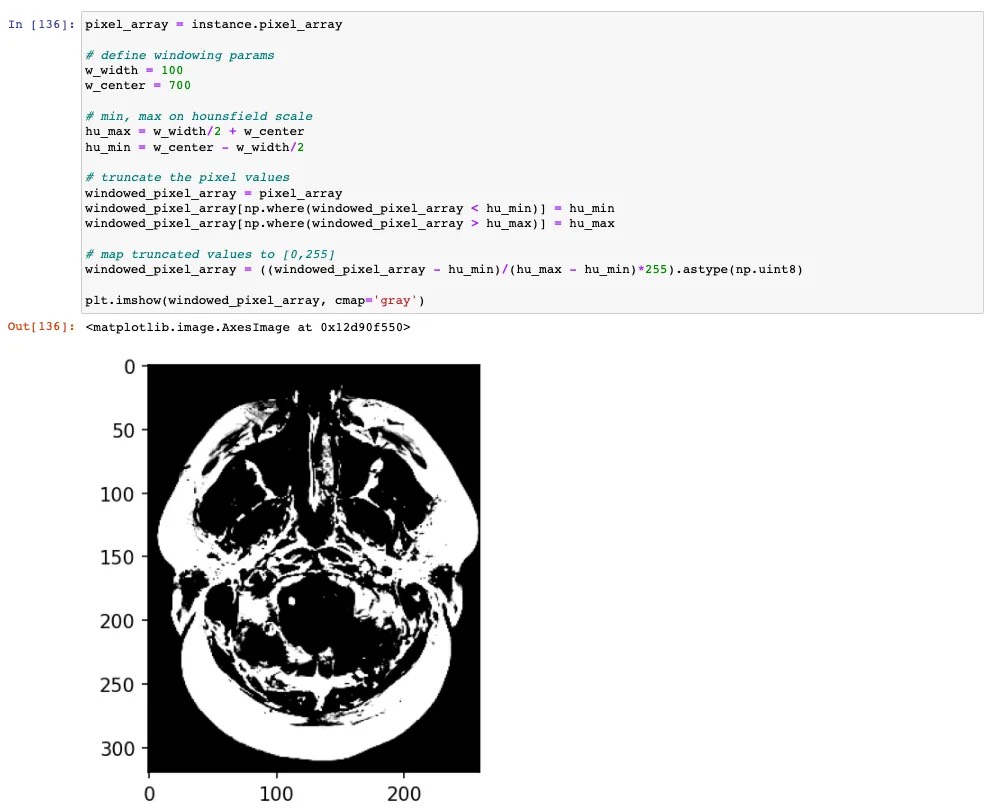 In [136]: pixel_array = instance.pixel_array
# define windowing params
w_width = 100
w_center = 700
# min, max on hounsfield scale
hu_max = w_width/2 + w_center
hu_min = w_center - w_width/2
# truncate the pixel values
windowed_pixel_array = pixel_array
windowed_pixel_array[np.where(windowed_pixel_array < hu_min)] = hu_min
windowed_pixel_array[np.where(windowed_pixel_array > hu_max)] = hu_max
# map truncated values to [0,255]
windowed_pixel_array = ((windowed_pixel_array - hu_min)/(hu_max - hu_min)*255).astype(np.uint8)
plt.imshow(windowed_pixel_array, cmap='gray')
Out[136]: <matplotlib.image.AxesImage at 0x12d90f550>
0
50
100
150
200
250
300
0 100 200